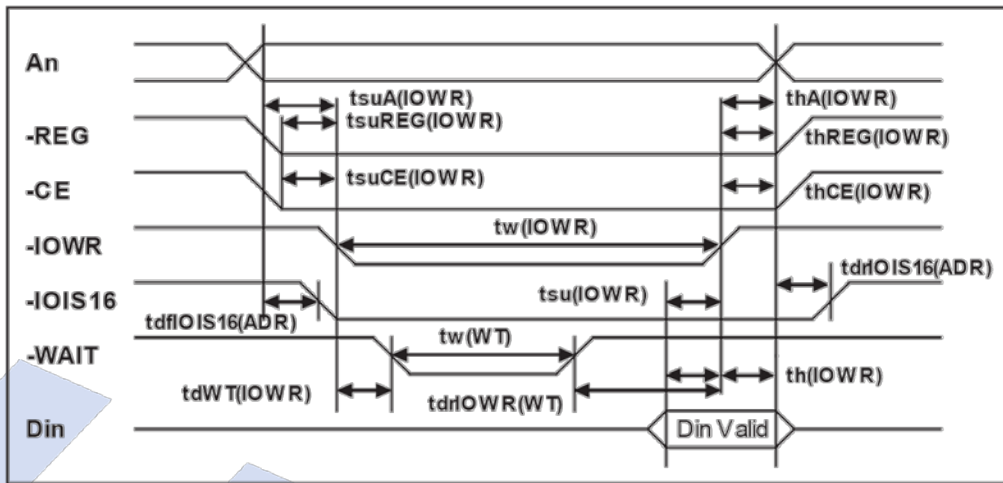 An
tsuA(IOWR)
thA(IOWR)
tsuREG(IOWR)
-REG
thREG(IOWR)
tsuCE(IOWR)
-CE
thCE(IOWR)
tw(IOWR)
-IOWR
tdrIOIS16(ADR)
-IOIS16
tsu(IOWR)
tdfIOIS16(ADR)
tw(WT)
-WAIT
th(IOWR)
tdWT(IOWR)
tdrIOWR(WT)
Din
Din Valid